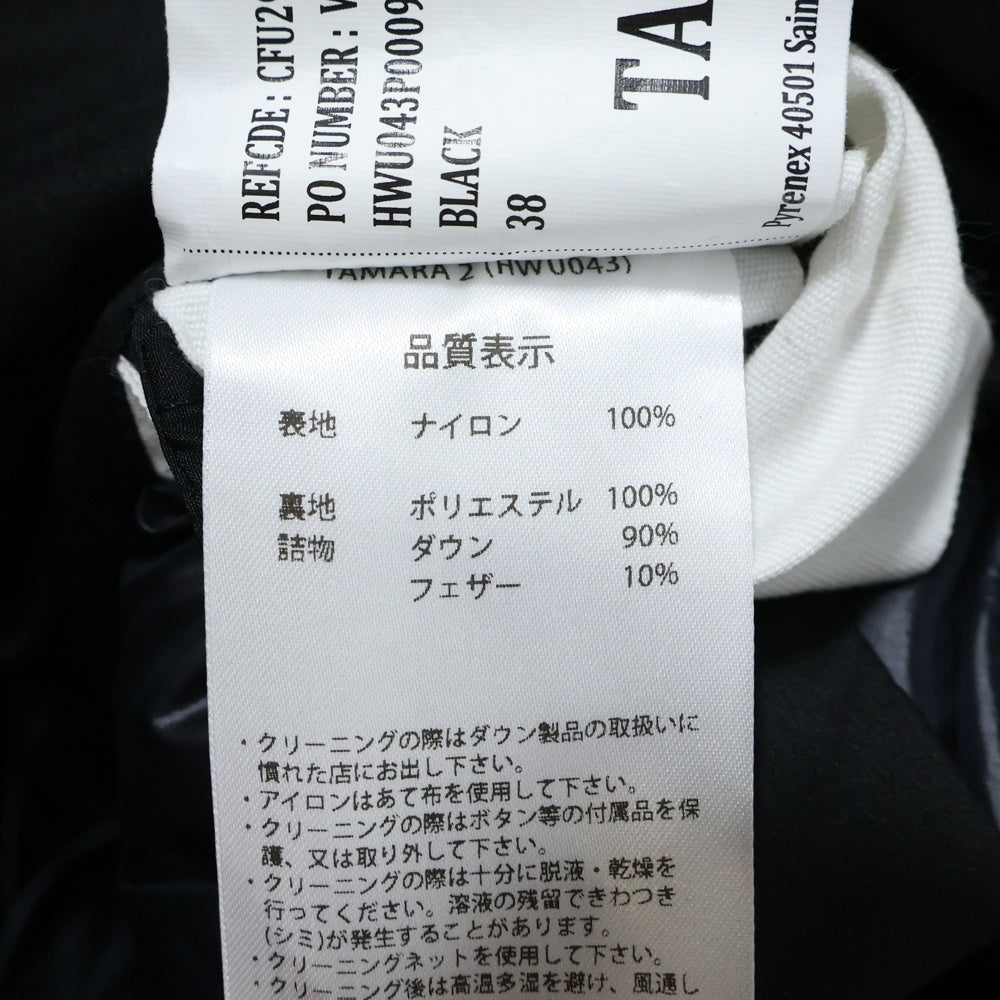 REFCDE: CFU29
PO NUMBER:
HWU043P0009
BLACK
38
TA
Pyrenex 40501 Sain
TAMARA 2 (HWU043)
品質表示
表地 ナイロン 100%
裏地 ポリエステル 100%
詰物 ダウン 90%
フェザー 10%
・クリーニングの際はダウン製品の取扱いに
慣れた店にお出し下さい。
・アイロンはあて布を使用して下さい。
・クリーニングの際はボタン等の付属品を保
護、又は取り外して下さい。
・クリーニングの際は十分に脱液・乾燥を
行ってください。溶液の残留できわつき
(シミ)が発生することがあります。
・クリーニングネットを使用して下さい。
・クリーニング後は高温多湿を避け、風通し